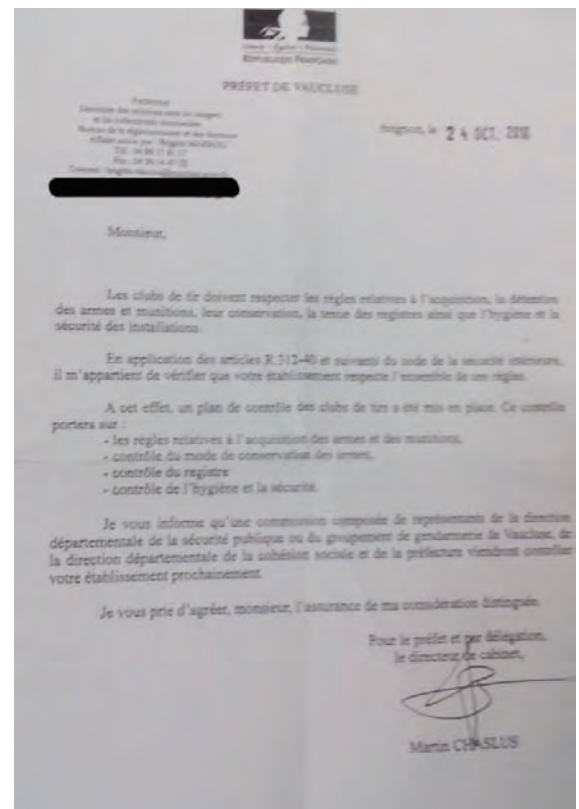 Liberté • Égalité • Fraternité
RÉPUBLIQUE FRANÇAISE
PRÉFET DE VAUCLUSE
Avignon, le 24 OCT. 2016
Monsieur,
Les clubs de tir doivent respecter les règles relatives à l'acquisition, la détention
des armes et munitions, leur conservation, la tenue des registres ainsi que l'hygiène et la
sécurité des installations.
En application des articles R.312-40 et suivants du code de la sécurité intérieure,
il m'appartient de vérifier que votre établissement respecte l'ensemble de ces règles.
A cet effet, un plan de contrôle des clubs de tirs a été mis en place. Ce contrôle
portera sur :
- les règles relatives à l'acquisition des armes et des munitions,
- contrôle du mode de conservation des armes,
- contrôle du registre
- contrôle de l'hygiène et la sécurité.
Je vous informe qu'une commission composée de représentants de la direction
départementale de la sécurité publique ou du groupement de gendarmerie de Vaucluse, de
la direction départementale de la cohésion sociale et de la préfecture viendront contrôler
votre établissement prochainement.
Je vous prie d'agréer, monsieur, l'assurance de ma considération distinguée.
Pour le préfet et par délégation,
le directeur de cabinet,
Martin CHASLUS